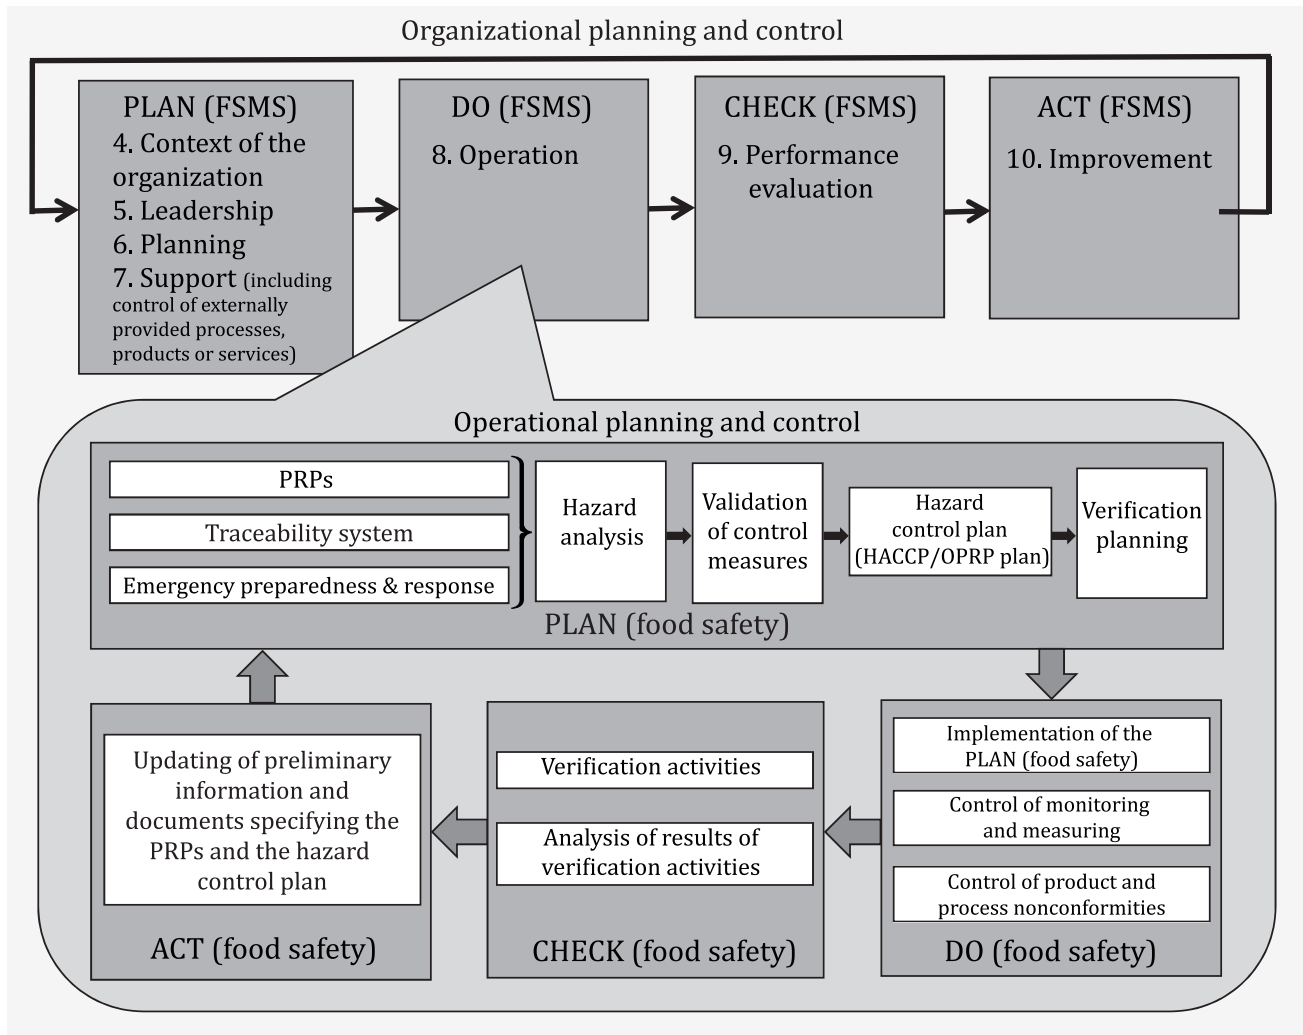 Organizational planning and control
PLAN (FSMS)
4. Context of the
organization
5. Leadership
6. Planning
7. Support (including
control of externally
provided processes,
products or services)
DO (FSMS)
8. Operation
CHECK (FSMS)
9. Performance
evaluation
ACT (FSMS)
10. Improvement
Operational planning and control
PRPs
Traceability system
Emergency preparedness & response
Hazard
analysis
Validation
of control
measures
Hazard
control plan
(HACCP/OPRP plan)
Verification
planning
PLAN (food safety)
Updating of preliminary
information and
documents specifying the
PRPs and the hazard
control plan
ACT (food safety)
Verification activities
Analysis of results of
verification activities
CHECK (food safety)
Implementation of the
PLAN (food safety)
Control of monitoring
and measuring
Control of product and
process nonconformities
DO (food safety)